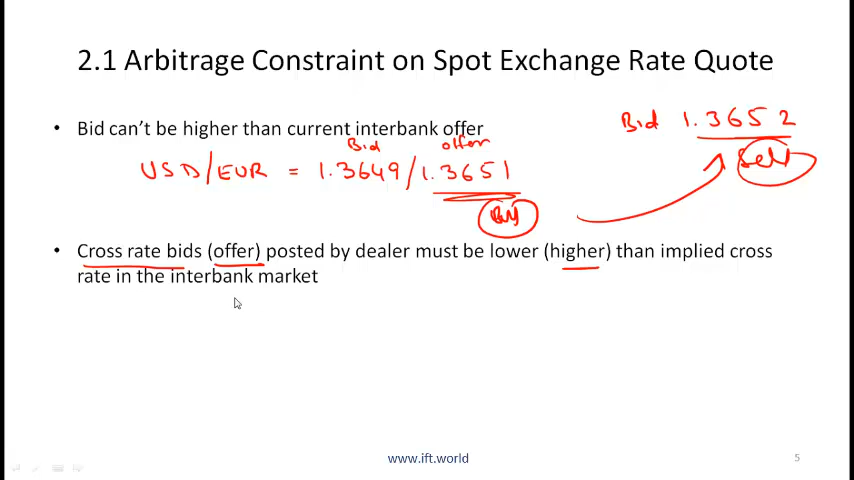 2.1 Arbitrage Constraint on Spot Exchange Rate Quote
• Bid can't be higher than current interbank offer
Bid 1.3652
Sell
Bid offer
USD/EUR = 1.3649/1.3651
Buy
• Cross rate bids (offer) posted by dealer must be lower (higher) than implied cross
rate in the interbank market
www.ift.world
5